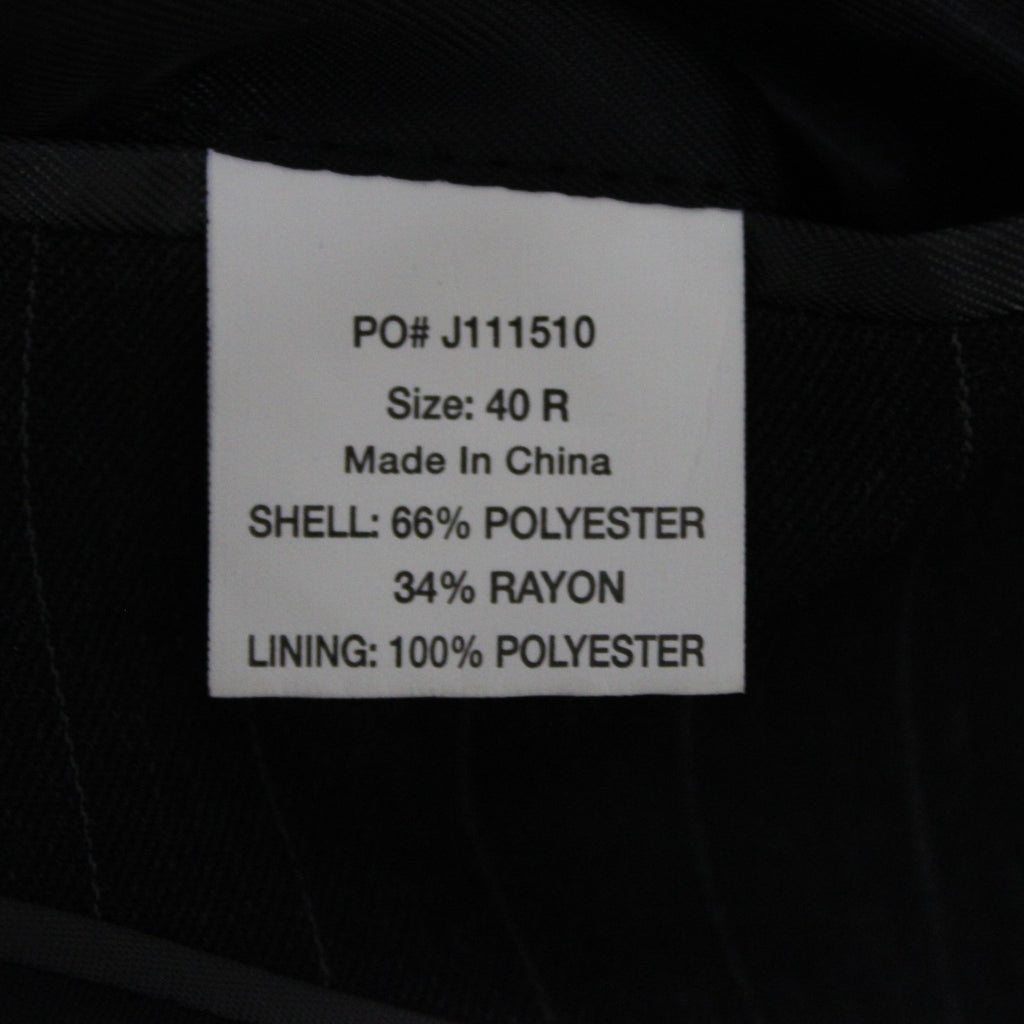 PO# J111510
Size: 40 R
Made In China
SHELL: 66% POLYESTER
34% RAYON
LINING: 100% POLYESTER